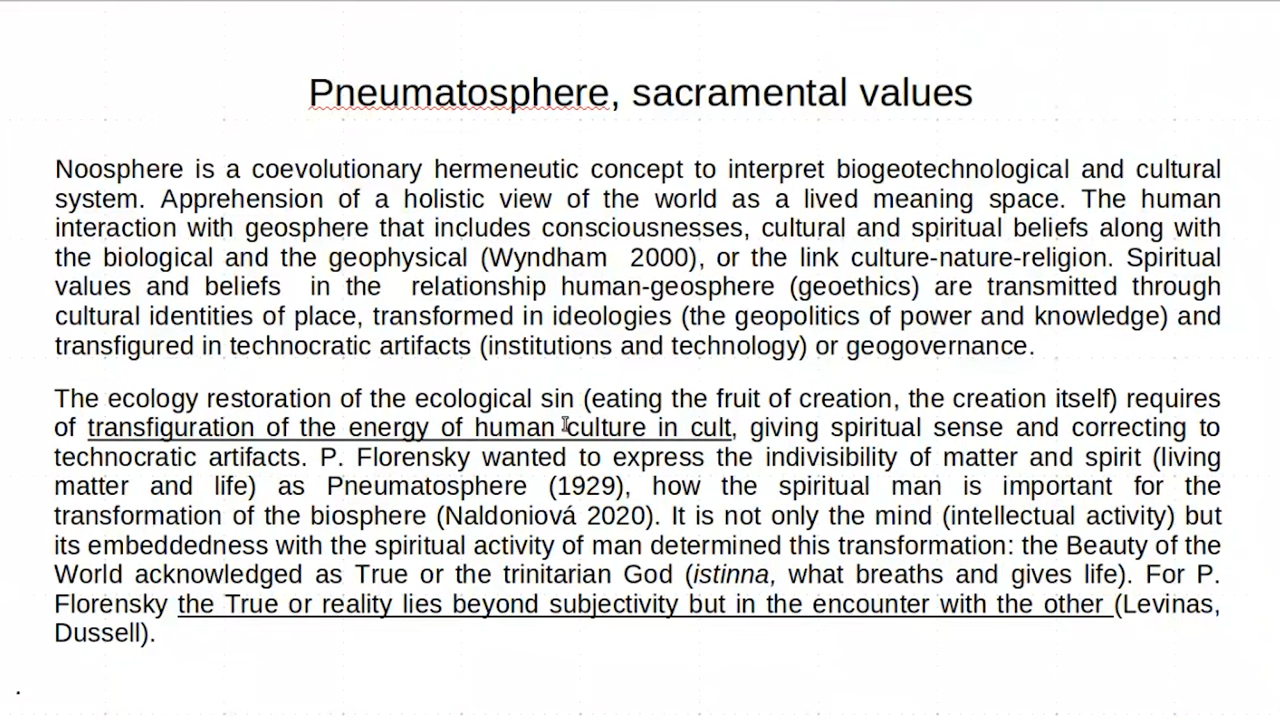 Pneumatosphere, sacramental values
Noosphere is a coevolutionary hermeneutic concept to interpret biogeotechnological and cultural
system. Apprehension of a holistic view of the world as a lived meaning space. The human
interaction with geosphere that includes consciousnesses, cultural and spiritual beliefs along with
the biological and the geophysical (Wyndham 2000), or the link culture-nature-religion. Spiritual
values and beliefs in the relationship human-geosphere (geoethics) are transmitted through
cultural identities of place, transformed in ideologies (the geopolitics of power and knowledge) and
transfigured in technocratic artifacts (institutions and technology) or geogovernance.
The ecology restoration of the ecological sin (eating the fruit of creation, the creation itself) requires
of transfiguration of the energy of human culture in cult, giving spiritual sense and correcting to
technocratic artifacts. P. Florensky wanted to express the indivisibility of matter and spirit (living
matter and life) as Pneumatosphere (1929), how the spiritual man is important for the
transformation of the biosphere (Naldoniová 2020). It is not only the mind (intellectual activity) but
its embeddedness with the spiritual activity of man determined this transformation: the Beauty of the
World acknowledged as True or the trinitarian God (istinna, what breaths and gives life). For P.
Florensky the True or reality lies beyond subjectivity but in the encounter with the other (Levinas,
Dussell).
.